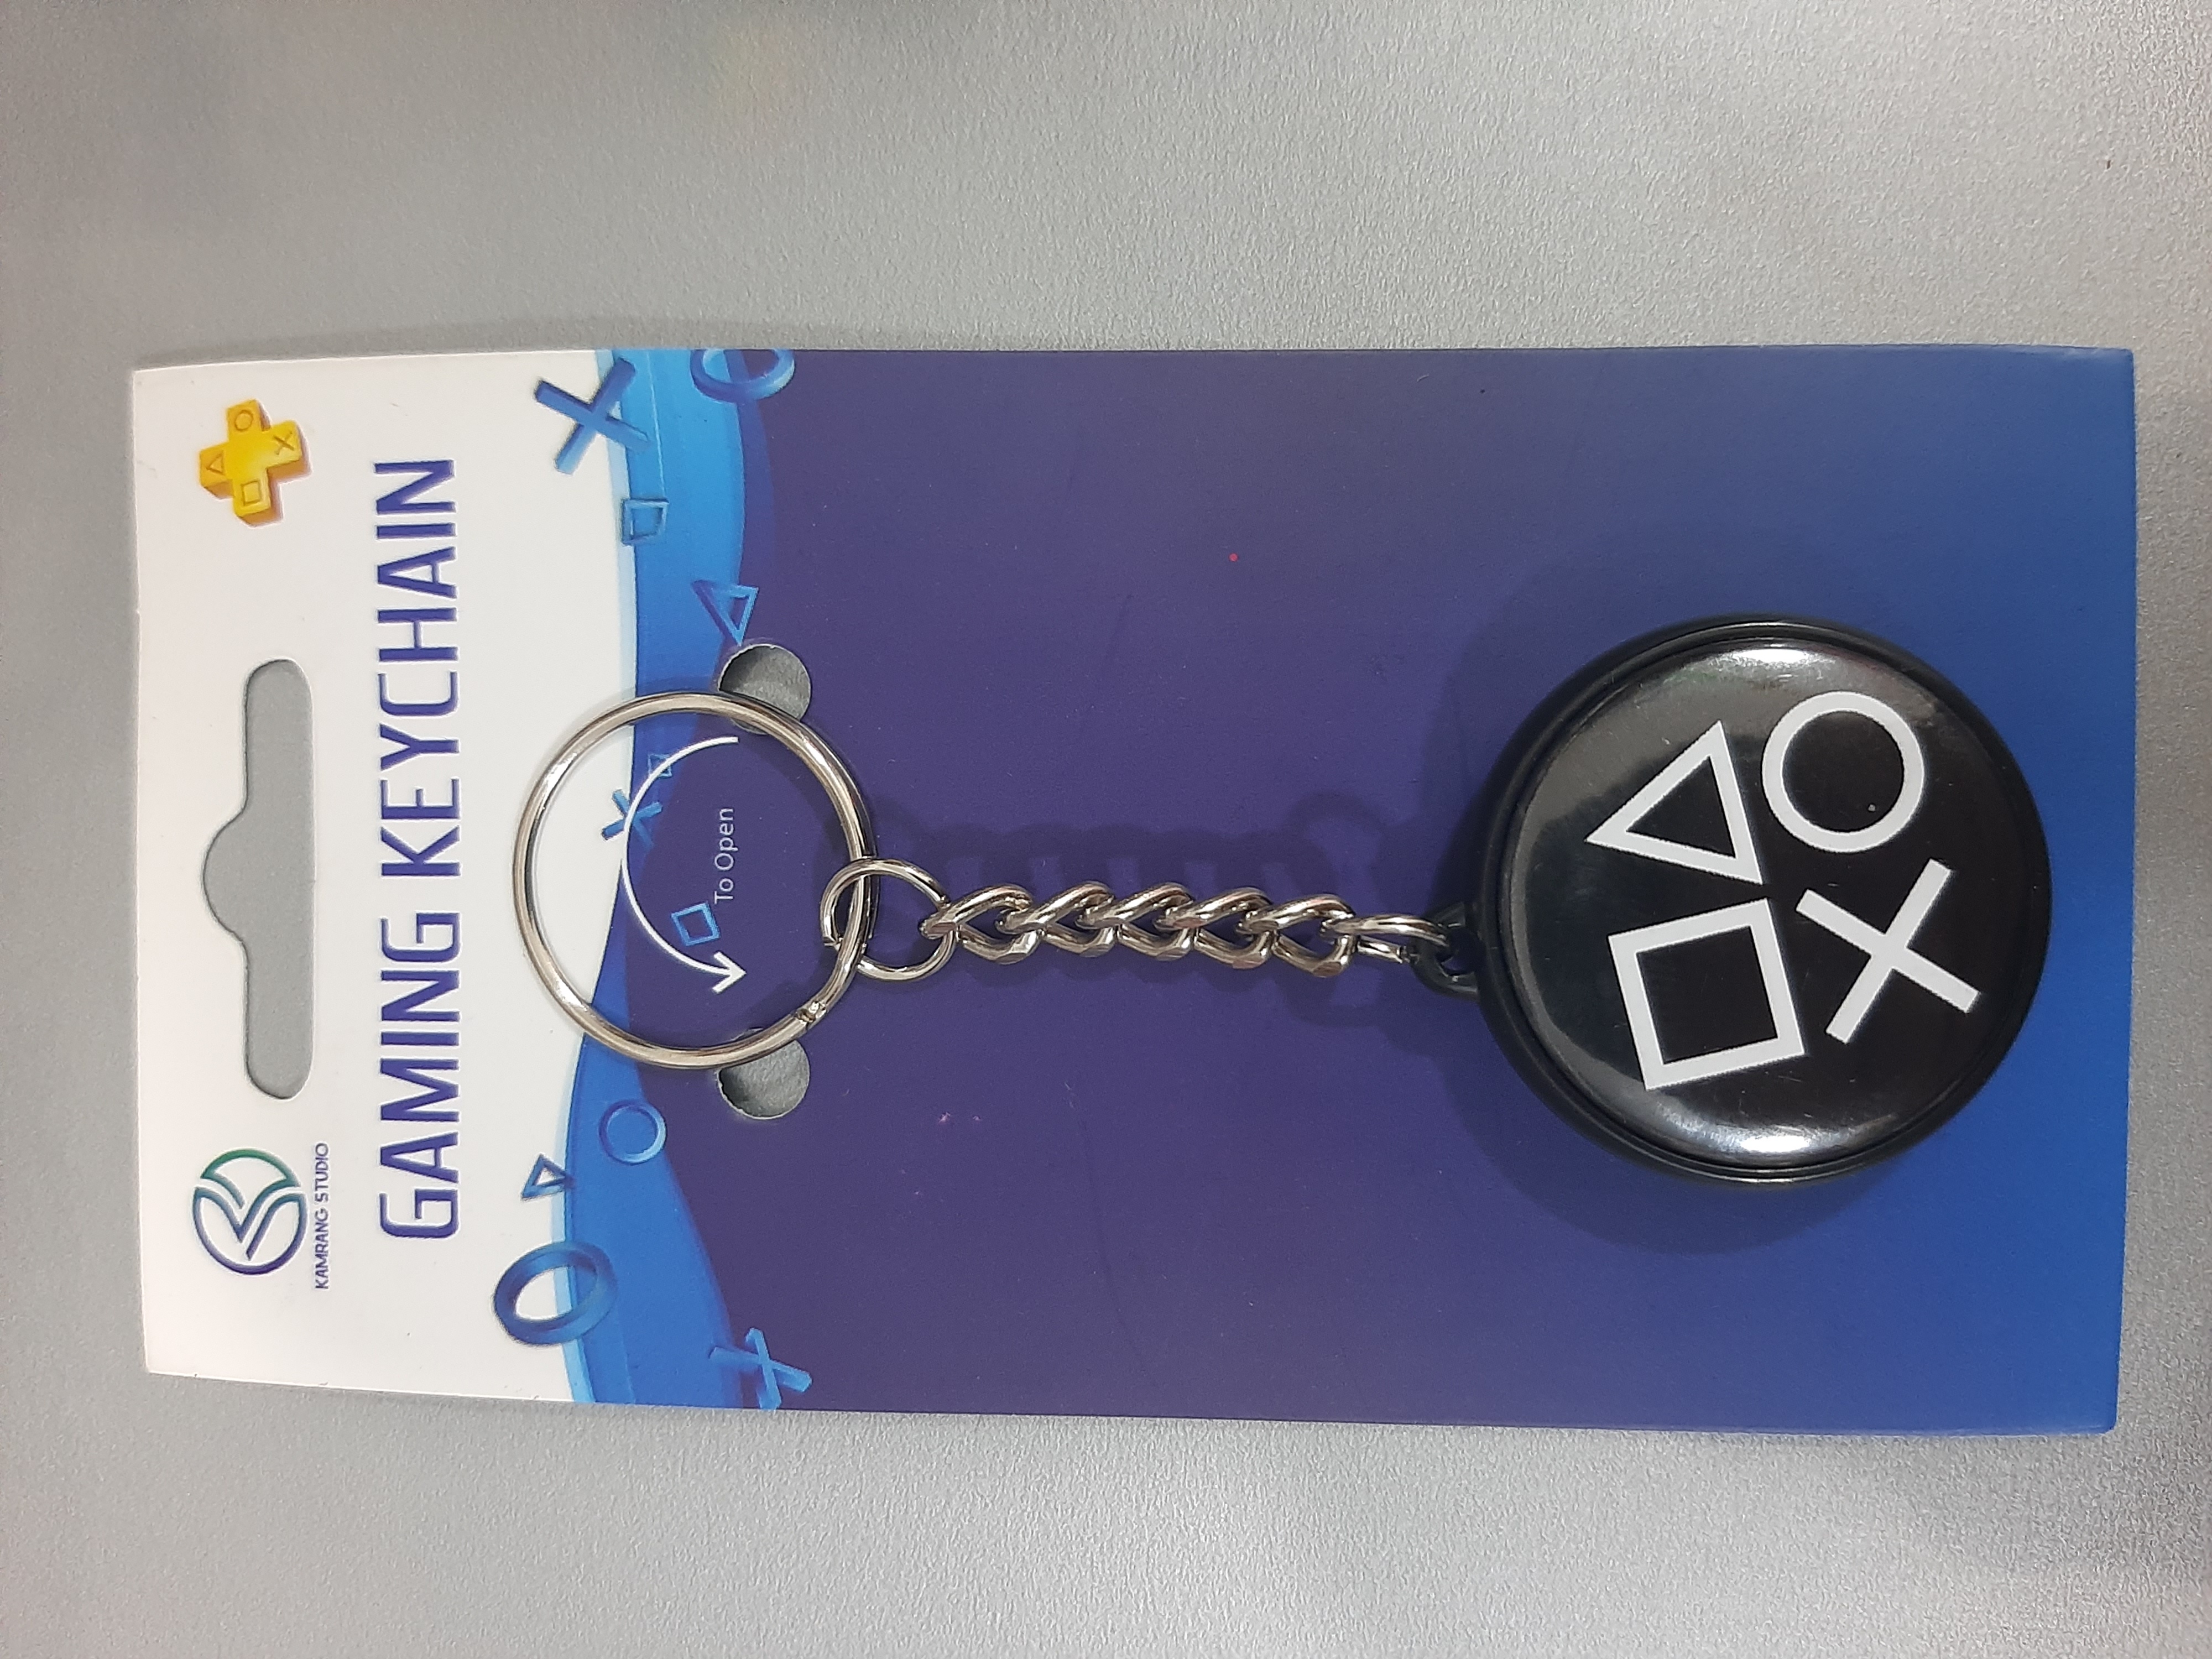 KAMRANG STUDIO
GAMING KEYCHAIN
To Open